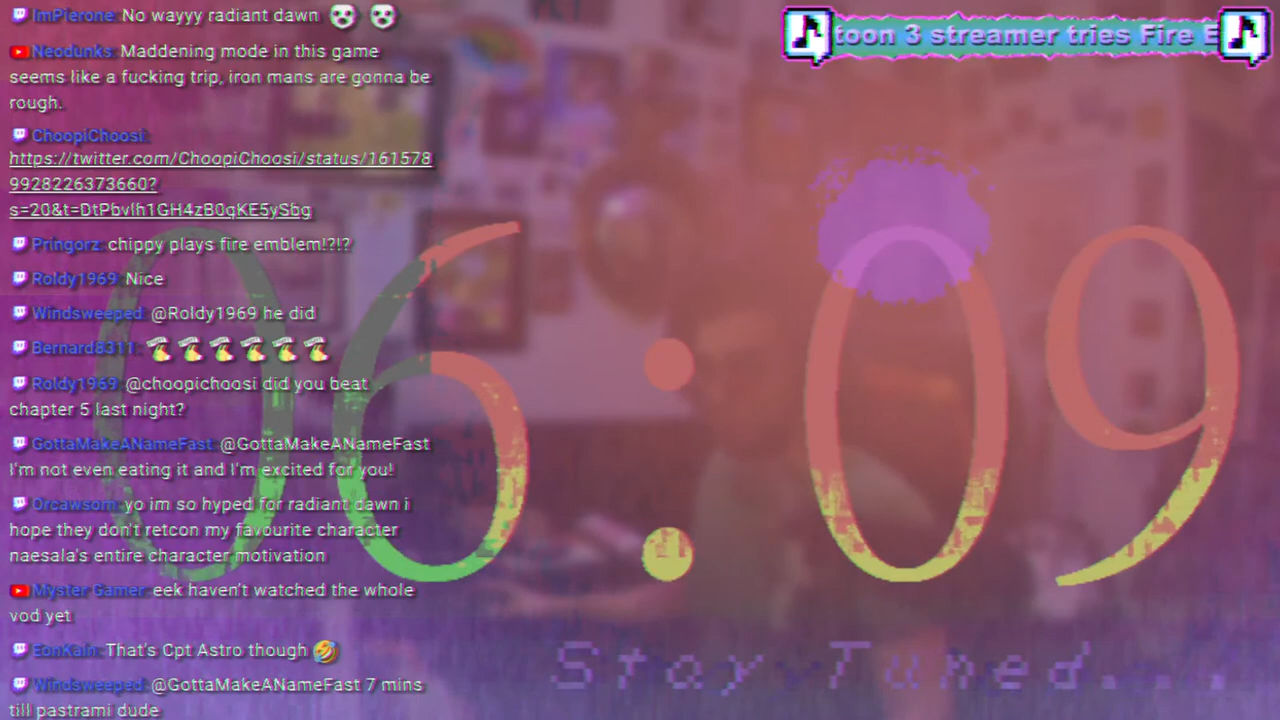 ImPierone: No wayyy radiant dawn
toon 3 streamer tries Fire E
Neodunks: Maddening mode in this game
seems like a fucking trip, iron mans are gonna be
rough.
ChoopiChoosi:
https://twitter.com/ChoopiChoosi/status/161578
9928226373660?
s=20&t=DtPbvlh1GH4zB0qKE5ySbg
Pringorz: chippy plays fire emblem!?!?
Roldy1969: Nice
Windsweeped: @Roldy1969 he did
Bernard8311:
Roldy1969: @choopichoosi did you beat
chapter 5 last night?
GottaMakeANameFast: @GottaMakeANameFast
I'm not even eating it and I'm excited for you!
Orcawsom: yo im so hyped for radiant dawn i
hope they don't retcon my favourite character
naesala's entire character motivation
Myster Gamer: eek haven't watched the whole
vod yet
EonKain: That's Cpt Astro though
Windsweeped: @GottaMakeANameFast 7 mins
till pastrami dude
06:09
Stay Tuned...